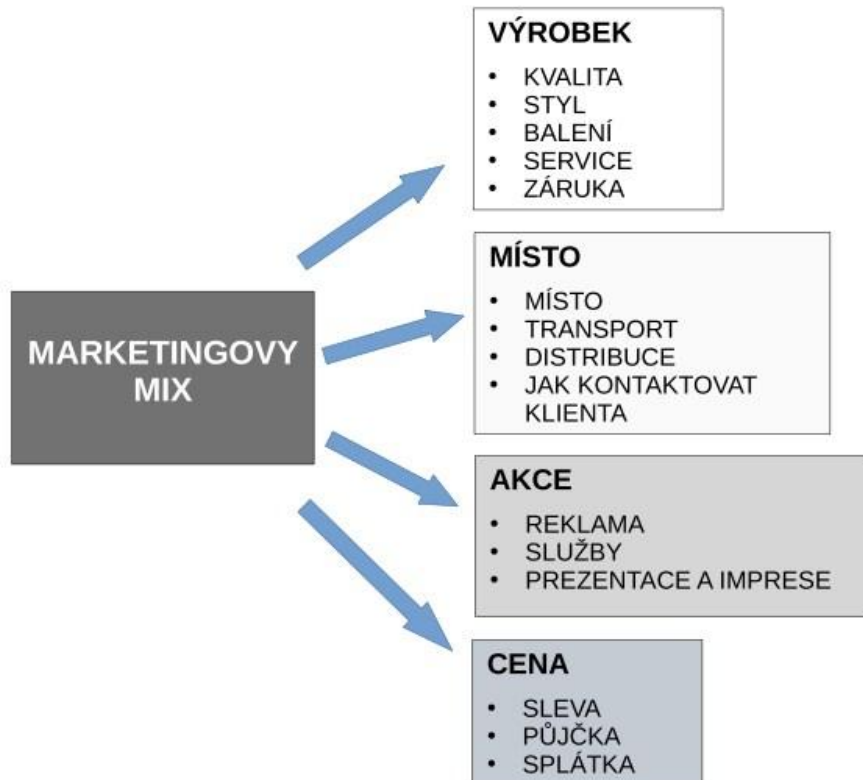 VÝROBEK
• KVALITA
• STYL
• BALENÍ
• SERVICE
• ZÁRUKA
MÍSTO
• MÍSTO
• TRANSPORT
• DISTRIBUCE
• JAK KONTAKTOVAT
KLIENTA
MARKETINGOVY
MIX
AKCE
• REKLAMA
• SLUŽBY
• PREZENTACE A IMPRESE
CENA
• SLEVA
• PŮJČKA
• SPLÁTKA